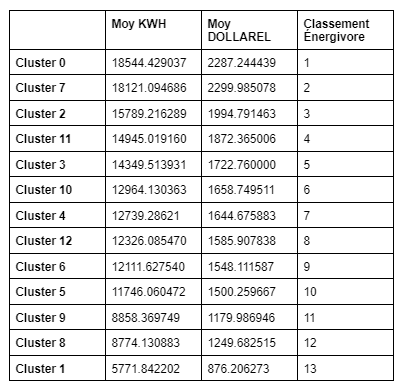 Moy KWH Moy DOLLAREL Classement Énergivore
Cluster 0 18544.429037 2287.244439 1
Cluster 7 18121.094686 2299.985078 2
Cluster 2 15789.216289 1994.791463 3
Cluster 11 14945.019160 1872.365006 4
Cluster 3 14349.513931 1722.760000 5
Cluster 10 12964.130363 1658.749511 6
Cluster 4 12739.28621 1644.675883 7
Cluster 12 12326.085470 1585.907838 8
Cluster 6 12111.627540 1548.111587 9
Cluster 5 11746.060472 1500.259667 10
Cluster 9 8858.369749 1179.986946 11
Cluster 8 8774.130883 1249.682515 12
Cluster 1 5771.842202 876.206273 13